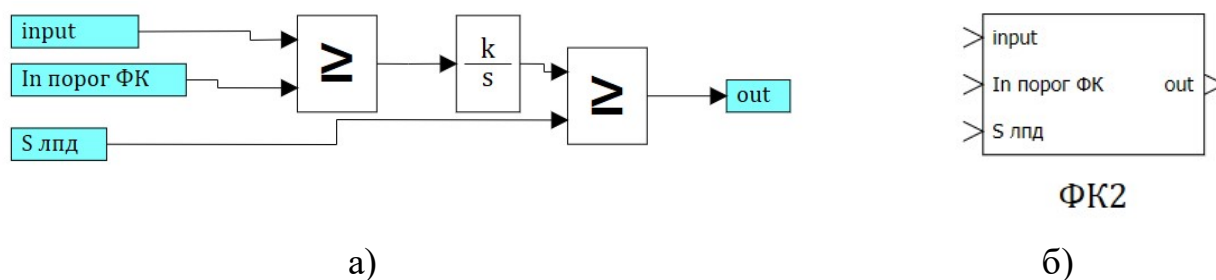 input
In порог ФК
S лпд
≥
k
s
≥
out
input
In порог ФК
out
S лпд
ФК2
а)
б)